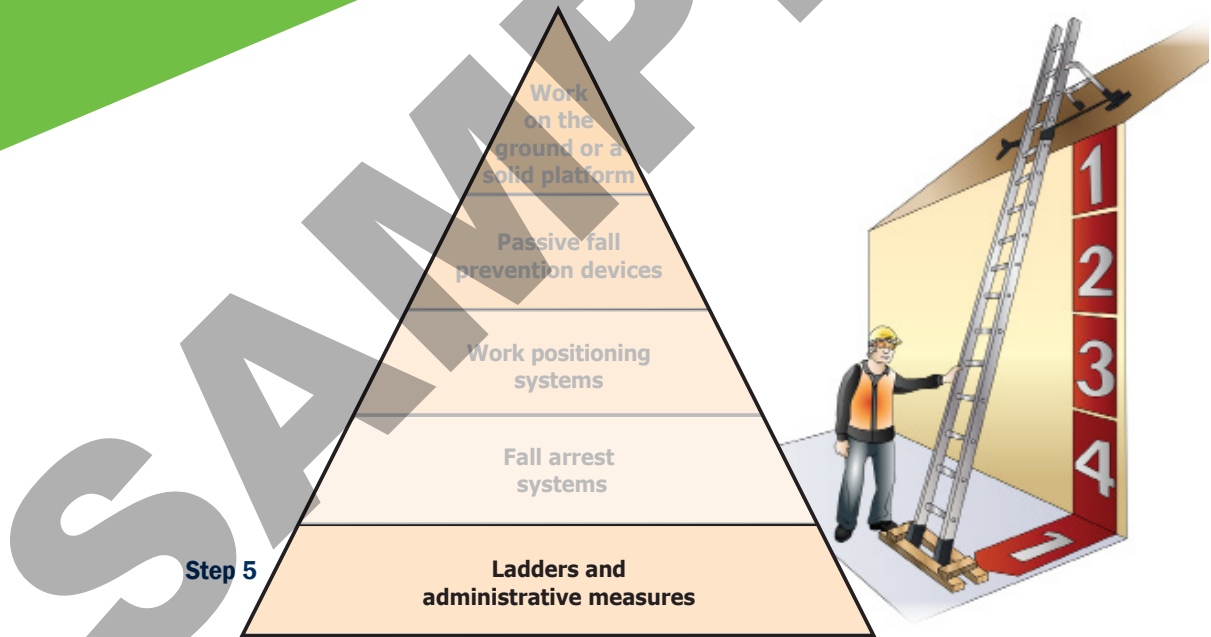 SAMP
Work
on the
ground or a
solid platform
Passive fall
prevention devices
Work positioning
systems
Fall arrest
systems
Step 5
Ladders and
administrative measures
1
2
3
4
1